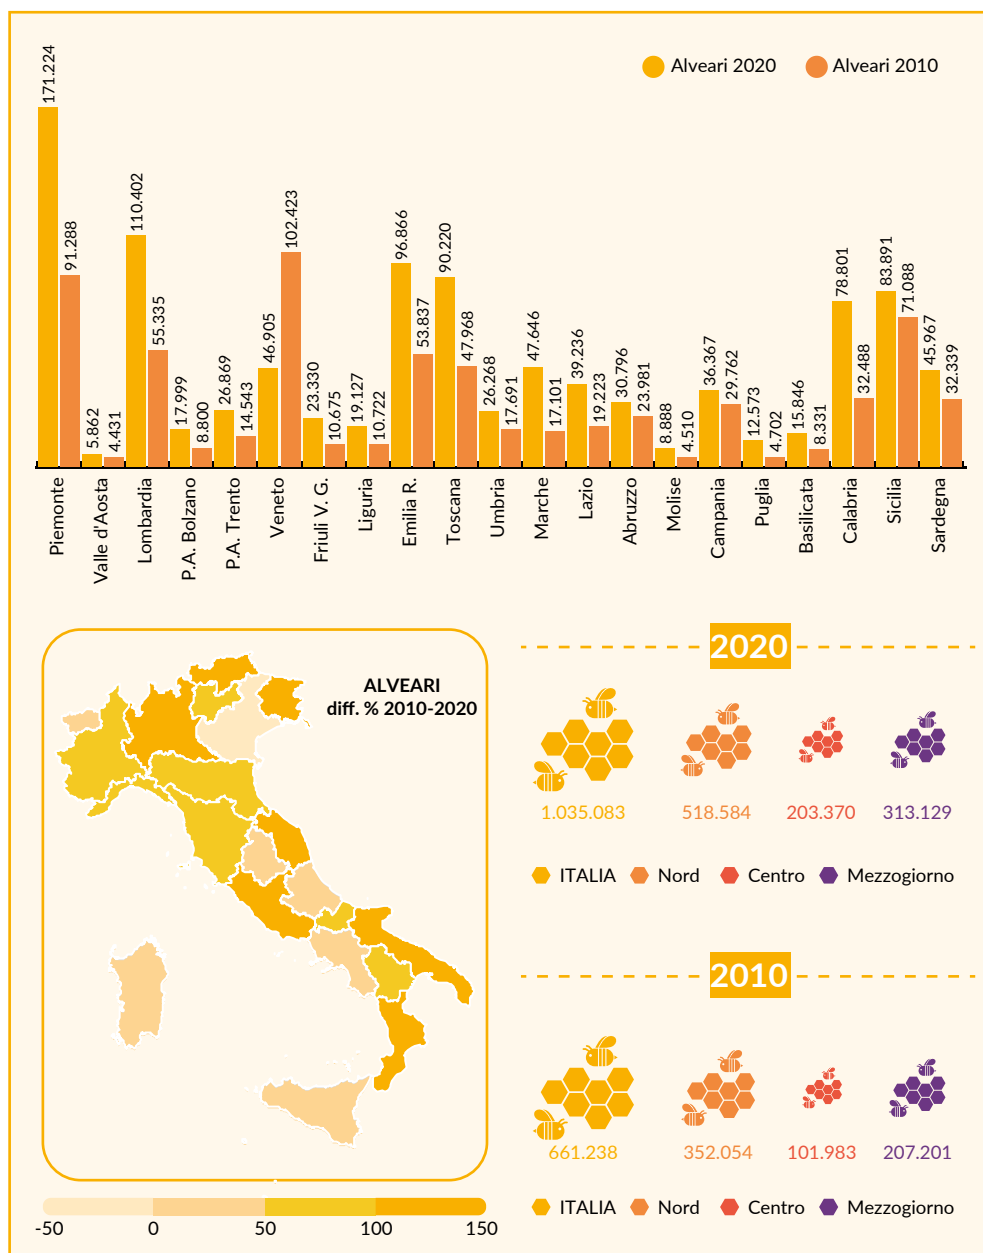 Alveari 2020
Alveari 2010
171.224
91.288
5.862
4.431
110.402
55.335
17.999
8.800
26.869
14.543
46.905
102.423
23.330
10.675
19.127
10.722
96.866
53.837
90.220
47.968
26.268
17.691
47.646
17.101
39.236
19.223
30.796
23.981
8.888
4.510
36.367
29.762
12.573
4.702
15.846
8.331
78.801
32.488
83.891
71.088
45.967
32.339
Piemonte
Valle d'Aosta
Lombardia
P.A. Bolzano
P.A. Trento
Veneto
Friuli V. G.
Liguria
Emilia R.
Toscana
Umbria
Marche
Lazio
Abruzzo
Molise
Campania
Puglia
Basilicata
Calabria
Sicilia
Sardegna
ALVEARI
diff. % 2010-2020
-50
0
50
100
150
2020
1.035.083
518.584
203.370
313.129
ITALIA
Nord
Centro
Mezzogiorno
2010
661.238
352.054
101.983
207.201
ITALIA
Nord
Centro
Mezzogiorno